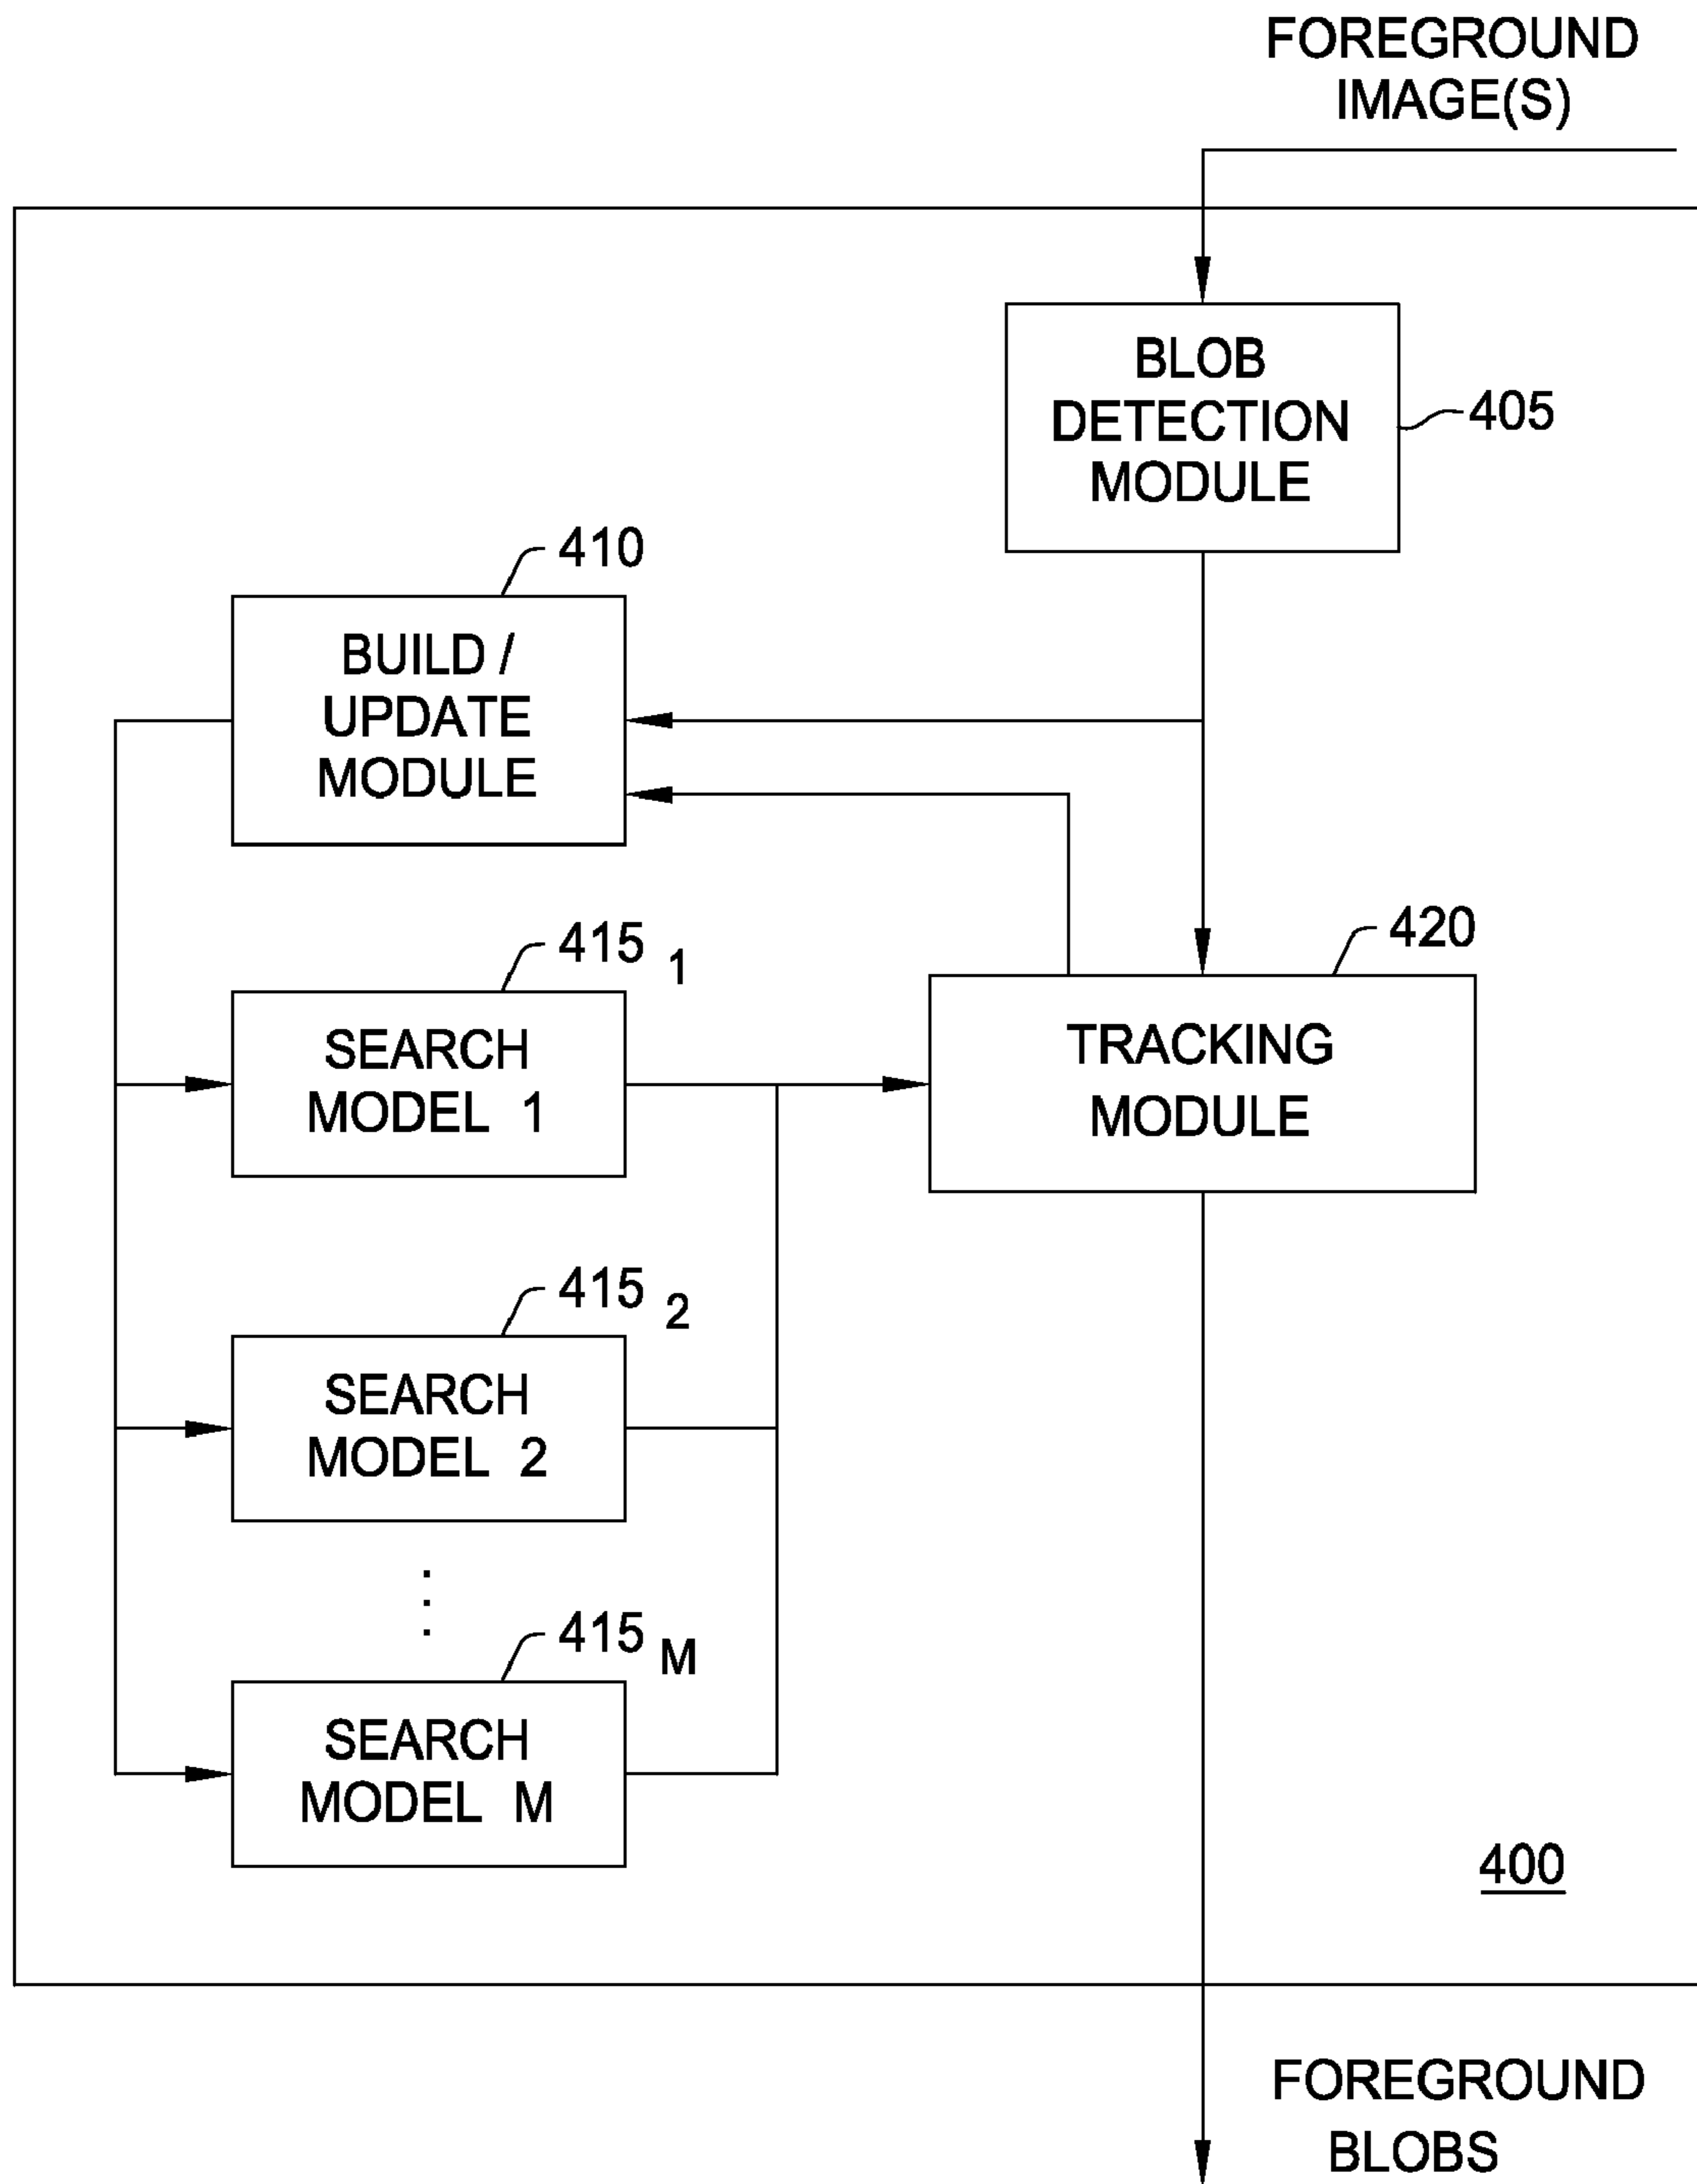 FOREGROUND
IMAGE(S)
BLOB
DETECTION
MODULE
405
410
BUILD /
UPDATE
MODULE
415 1
SEARCH
MODEL 1
420
TRACKING
MODULE
415 2
SEARCH
MODEL 2
415 M
SEARCH
MODEL M
400
FOREGROUND
BLOBS